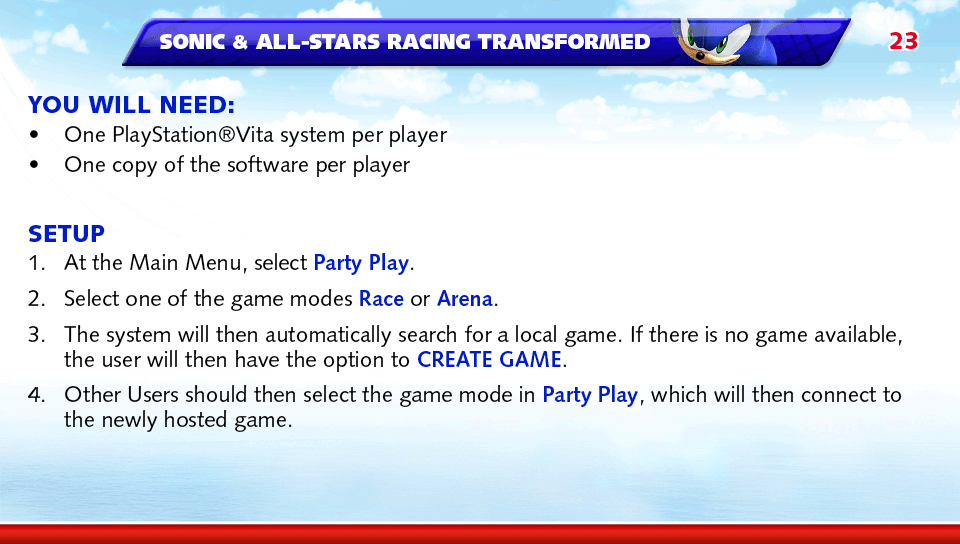 SONIC & ALL-STARS RACING TRANSFORMED
23
YOU WILL NEED:
• One PlayStation®Vita system per player
• One copy of the software per player
SETUP
1. At the Main Menu, select Party Play.
2. Select one of the game modes Race or Arena.
3. The system will then automatically search for a local game. If there is no game available,
the user will then have the option to CREATE GAME.
4. Other Users should then select the game mode in Party Play, which will then connect to
the newly hosted game.